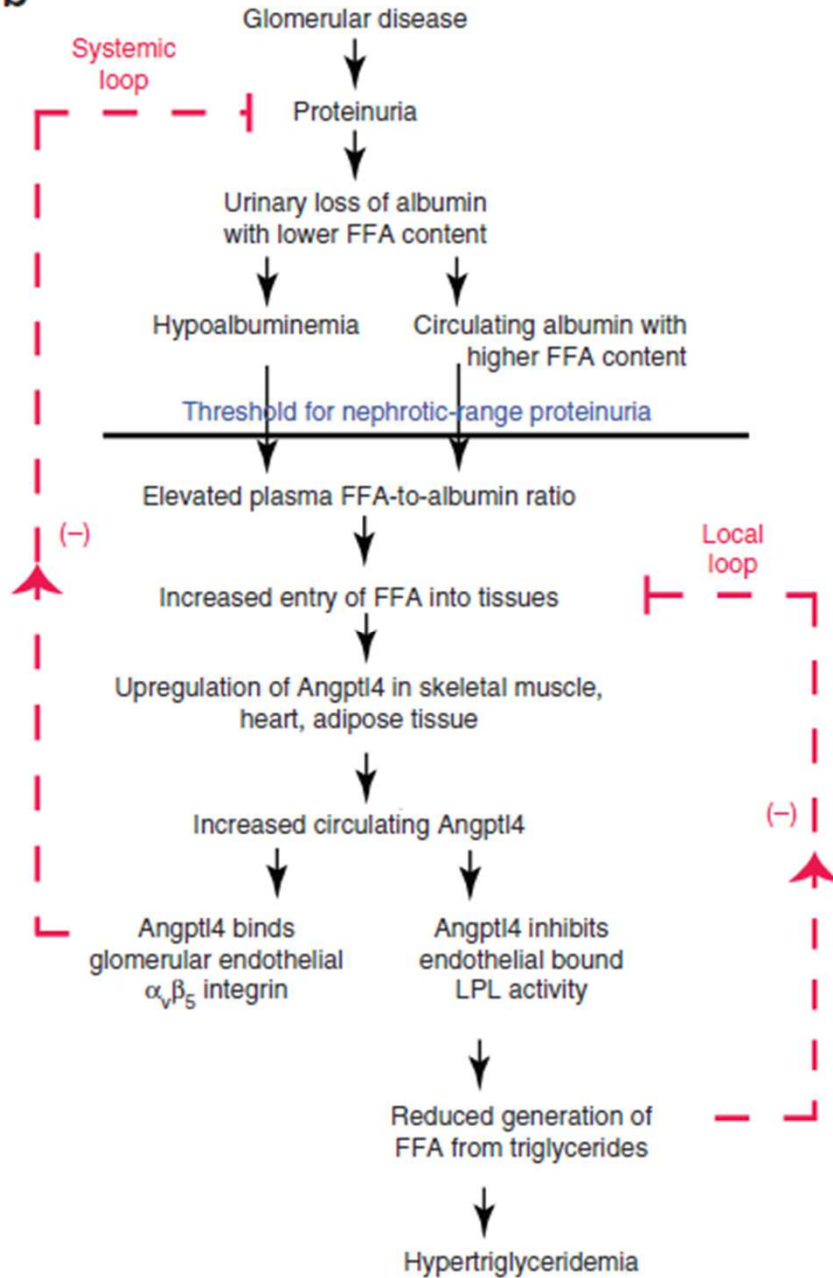 b
Glomerular disease
Systemic
loop
Proteinuria
Urinary loss of albumin
with lower FFA content
Hypoalbuminemia
Circulating albumin with
higher FFA content
Threshold for nephrotic-range proteinuria
Elevated plasma FFA-to-albumin ratio
(–)
Local
loop
Increased entry of FFA into tissues
Upregulation of Angptl4 in skeletal muscle,
heart, adipose tissue
(–)
Increased circulating Angptl4
Angptl4 binds
glomerular endothelial
αvβ5 integrin
Angptl4 inhibits
endothelial bound
LPL activity
Reduced generation of
FFA from triglycerides
Hypertriglyceridemia